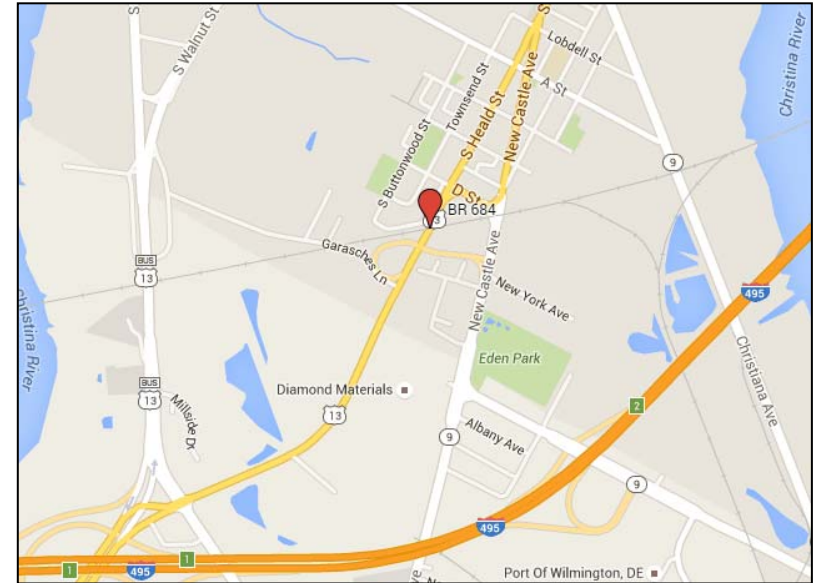 S
S Walnut St
S
Lobdell St
Christina River
Townsend St
A St
S Heald St
New Castle Ave
S Buttonwood St
9
D St
BR 684
13
Garasches Ln
BUS
13
New Castle Ave
New York Ave
495
Christina River
Eden Park
Christiana Ave
Diamond Materials
BUS
13
Millside Dr
13
2
9
Albany Ave
9
495
1
1
495
Port Of Wilmington, DE